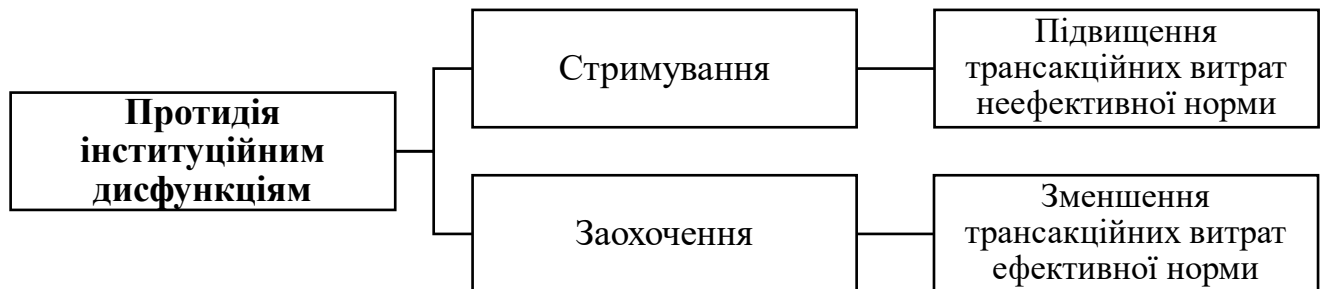 Протидія
інституційним
дисфункціям
Стримування
Підвищення
трансакційних витрат
неефективної норми
Заохочення
Зменшення
трансакційних витрат
ефективної норми